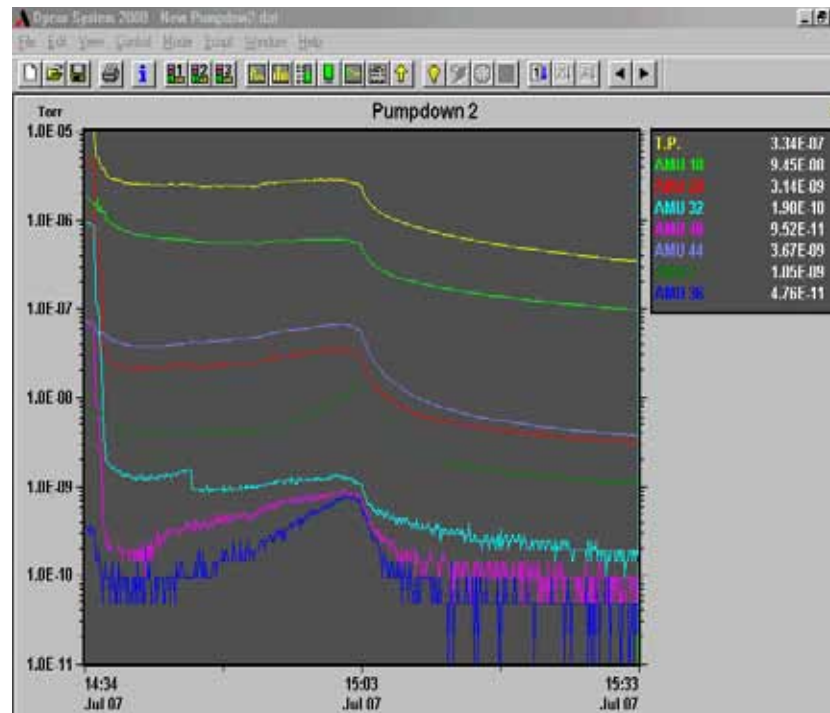 Dycor System 2000 - New Pumpdow2.dat
File Edit View Control Mode Setup Window Help
Pumpdown 2
Torr
1.0E-05
1.0E-06
1.0E-07
1.0E-08
1.0E-09
1.0E-10
1.0E-11
14:34
Jul 07
15:03
Jul 07
15:33
Jul 07
T.P. 3.34E-07
AMU 18 9.45E-08
AMU 28 3.14E-09
AMU 32 1.90E-10
AMU 40 9.52E-11
AMU 44 3.67E-09
1.05E-09
AMU 36 4.76E-11